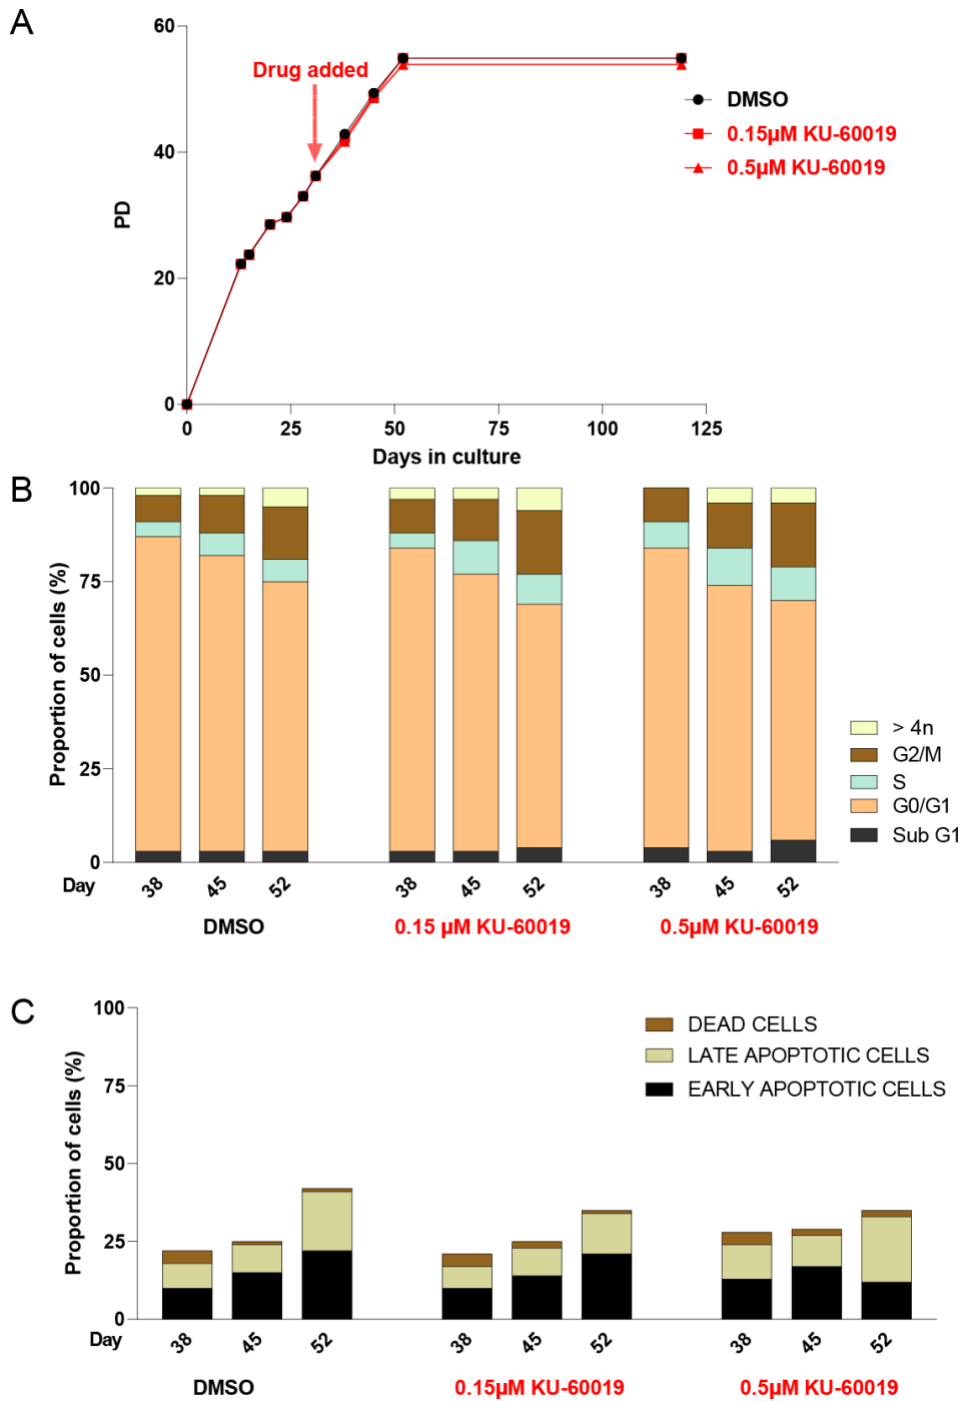 A
60
40
20
0
PD
Drug added
DMSO
0.15µM KU-60019
0.5µM KU-60019
0 25 50 75 100 125
Days in culture
B
100
75
50
25
0
Proportion of cells (%)
> 4n
G2/M
S
G0/G1
Sub G1
Day 38 45 52 38 45 52 38 45 52
DMSO 0.15 µM KU-60019 0.5µM KU-60019
C
100
75
50
25
0
Proportion of cells (%)
DEAD CELLS
LATE APOPTOTIC CELLS
EARLY APOPTOTIC CELLS
Day 38 45 52 38 45 52 38 45 52
DMSO 0.15µM KU-60019 0.5µM KU-60019